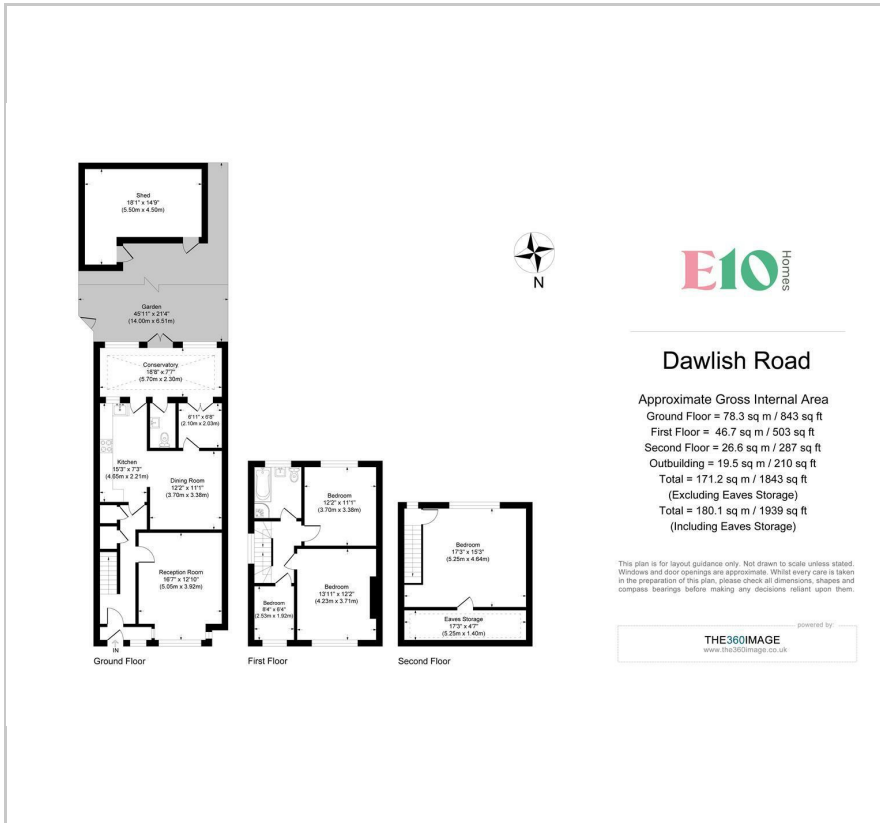 Shed
18'1" x 14'9"
(5.50m x 4.50m)
Garden
45'11" x 21'4"
(14.00m x 6.51m)
Conservatory
18'8" x 7'7"
(5.70m x 2.30m)
6'11" x 6'8"
(2.10m x 2.03m)
Kitchen
15'3" x 7'3"
(4.65m x 2.21m)
Dining Room
12'2" x 11'1"
(3.70m x 3.38m)
Reception Room
16'7" x 12'10"
(5.05m x 3.92m)
IN
Ground Floor
Bedroom
12'2" x 11'1"
(3.70m x 3.38m)
Bedroom
13'11" x 12'2"
(4.23m x 3.71m)
Bedroom
8'4" x 6'4"
(2.53m x 1.92m)
First Floor
Bedroom
17'3" x 15'3"
(5.25m x 4.64m)
Eaves Storage
17'3" x 4'7"
(5.25m x 1.40m)
Second Floor
N
E10 Homes
Dawlish Road
Approximate Gross Internal Area
Ground Floor = 78.3 sq m / 843 sq ft
First Floor = 46.7 sq m / 503 sq ft
Second Floor = 26.6 sq m / 287 sq ft
Outbuilding = 19.5 sq m / 210 sq ft
Total = 171.2 sq m / 1843 sq ft
(Excluding Eaves Storage)
Total = 180.1 sq m / 1939 sq ft
(Including Eaves Storage)
This plan is for layout guidance only. Not drawn to scale unless stated.
Windows and door openings are approximate. Whilst every care is taken
in the preparation of this plan, please check all dimensions, shapes and
compass bearings before making any decisions reliant upon them.
powered by:
THE360IMAGE
www.the360image.co.uk